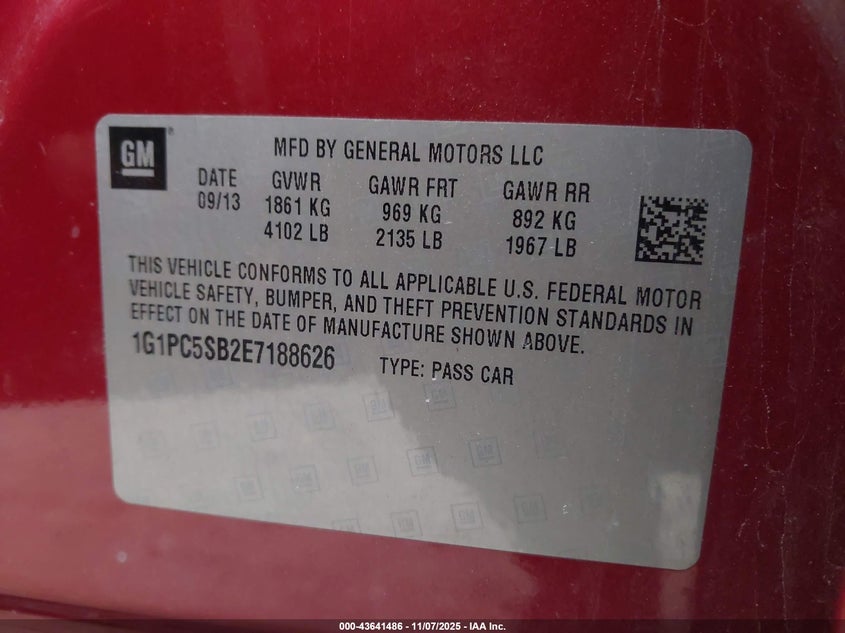 GM ®
MFD BY GENERAL MOTORS LLC
DATE GVWR GAWR FRT GAWR RR
09/13 1861 KG 969 KG 892 KG
4102 LB 2135 LB 1967 LB
THIS VEHICLE CONFORMS TO ALL APPLICABLE U.S. FEDERAL MOTOR
VEHICLE SAFETY, BUMPER, AND THEFT PREVENTION STANDARDS IN
EFFECT ON THE DATE OF MANUFACTURE SHOWN ABOVE.
1G1PC5SB2E7188626 TYPE: PASS CAR
000-43641486 - 11/07/2025 - IAA Inc.